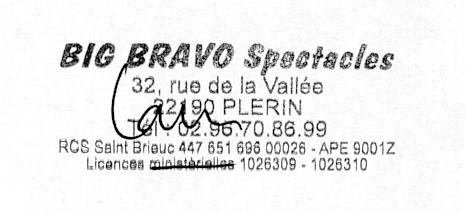 BIG BRAVO Spectacles
32, rue de la Vallée
22190 PLERIN
Tél : 02.96.70.86.99
RCS Saint Brieuc 447 651 696 00026 - APE 9001Z
Licences ministérielles 1026309 - 1026310